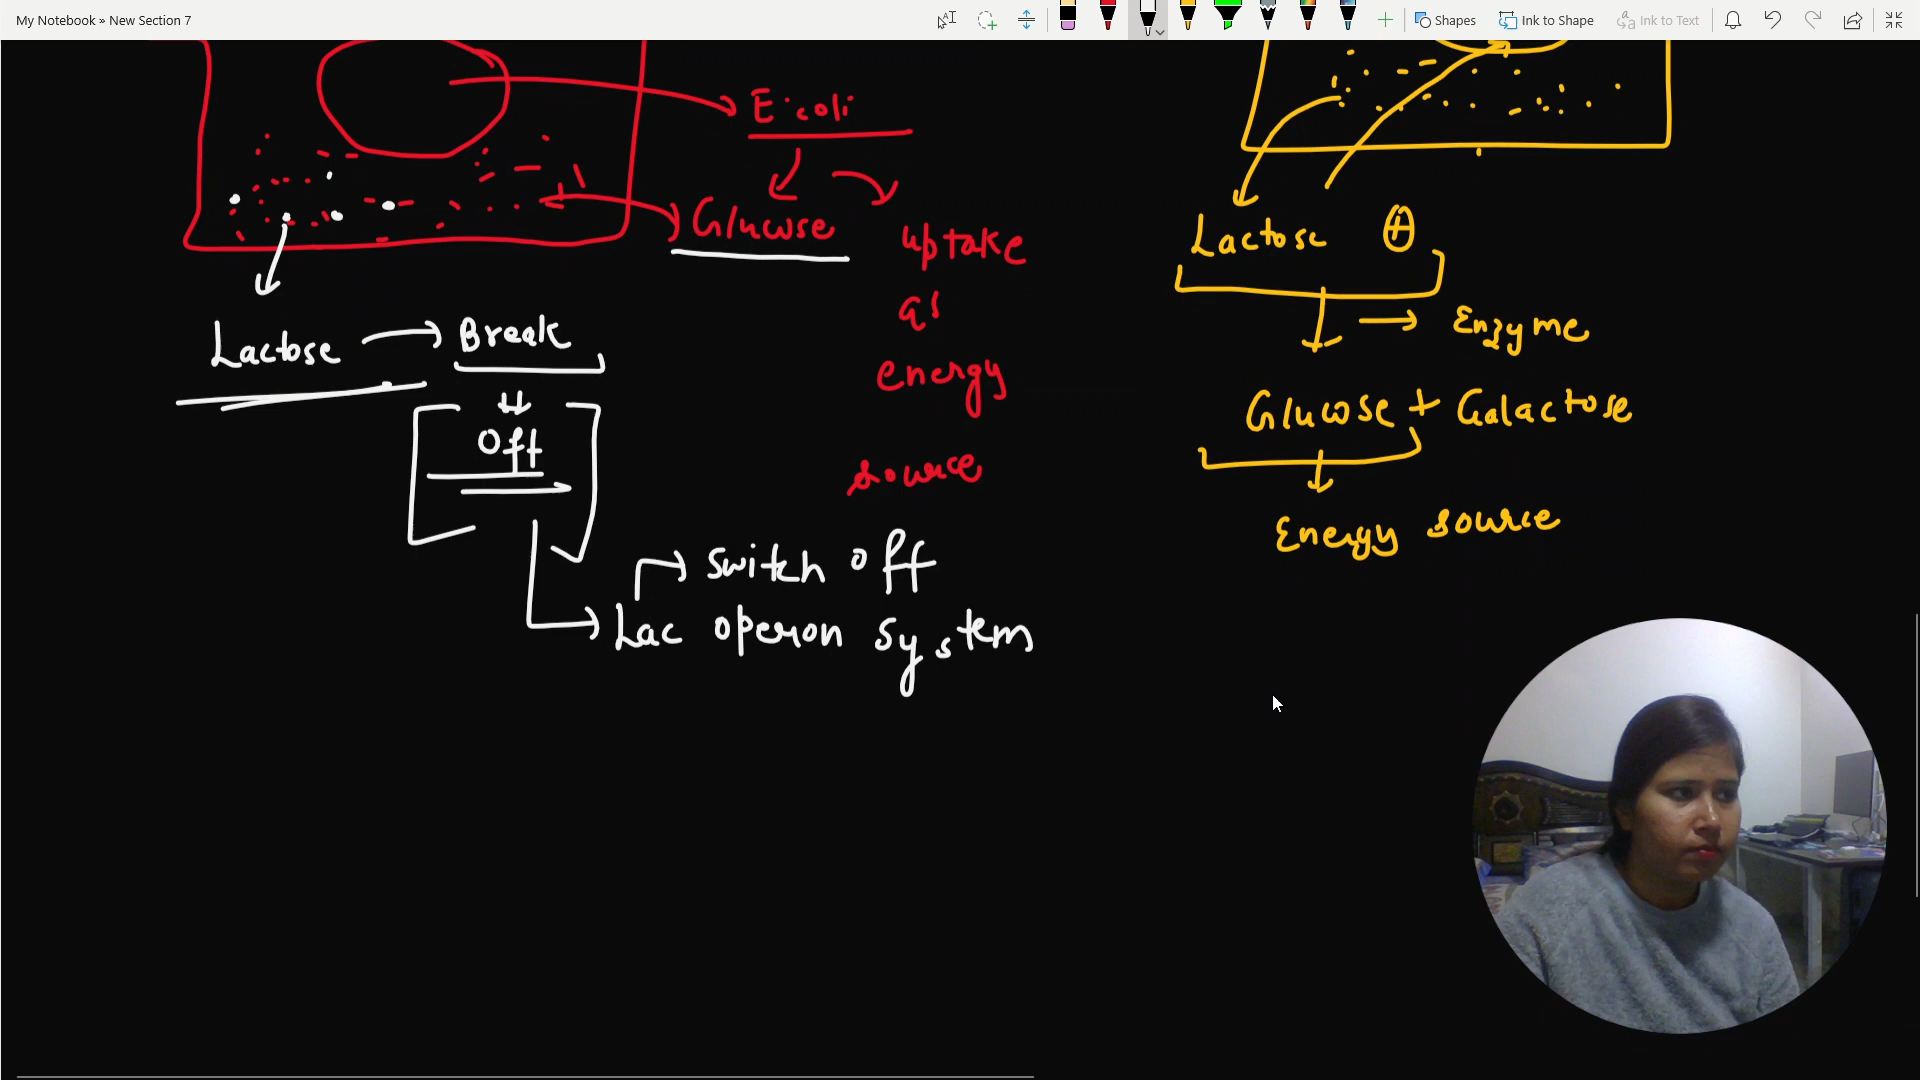 My Notebook » New Section 7
Shapes
Ink to Shape
Ink to Text
E.coli
Glucose
uptake
as
energy
source
Lactose → Break
Off
switch off
Lac operon system
Lactose ⊕
→ Enzyme
Glucose + Galactose
Energy source